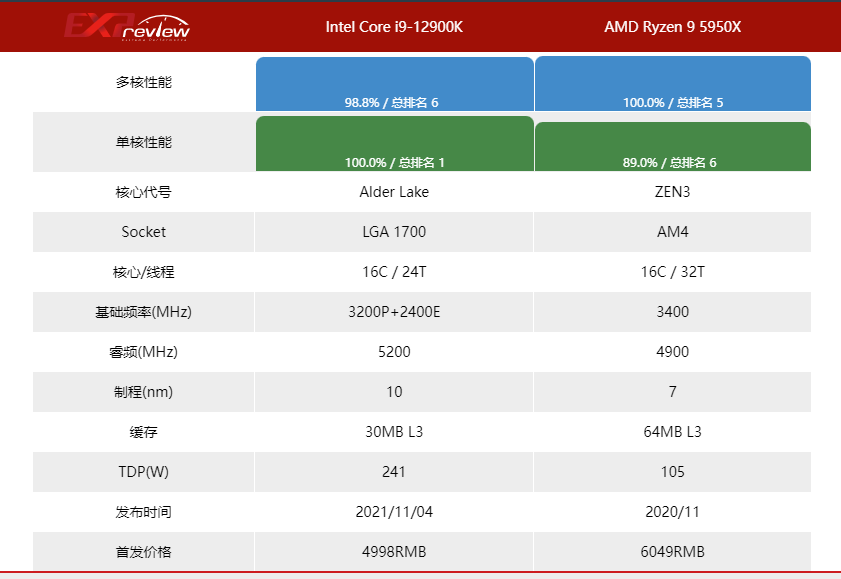 EXPreview Intel Core i9-12900K AMD Ryzen 9 5950X
多核性能 98.8% / 总排名 6 100.0% / 总排名 5
单核性能 100.0% / 总排名 1 89.0% / 总排名 6
核心代号 Alder Lake ZEN3
Socket LGA 1700 AM4
核心/线程 16C / 24T 16C / 32T
基础频率(MHz) 3200P+2400E 3400
睿频(MHz) 5200 4900
制程(nm) 10 7
缓存 30MB L3 64MB L3
TDP(W) 241 105
发布时间 2021/11/04 2020/11
首发价格 4998RMB 6049RMB